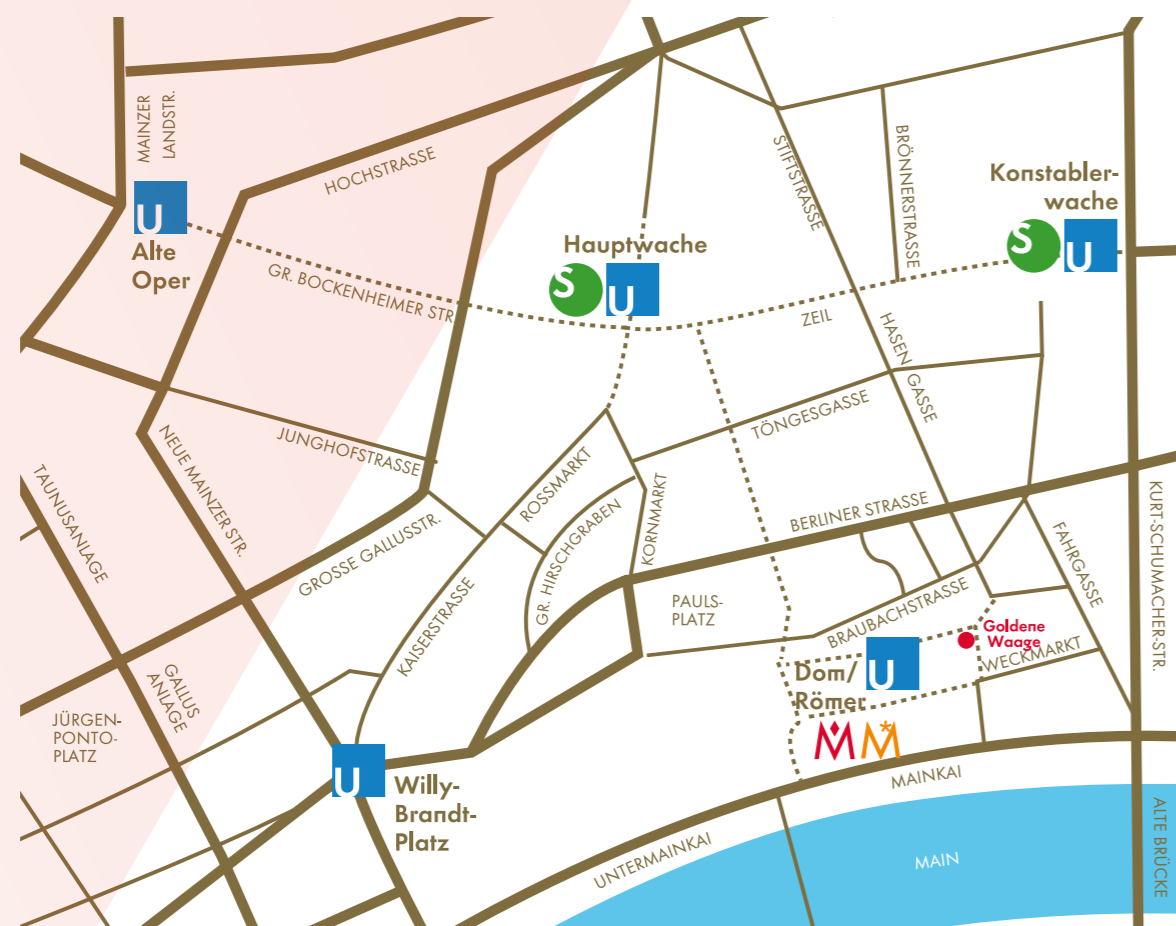 MAINZER
LANDSTR.
HOCHSTRASSE
STIFTSTRASSE
BRÖNNERSTRASSE
Konstabler-
wache
S
U
U
Alte
Oper
Hauptwache
S
U
GR. BOCKENHEIMER STR.
ZEIL
HASEN GASSE
TÖNGESGASSE
JUNGHOFSTRASSE
NEUE MAINZER STR.
TAUNUSANLAGE
ROSSMARKT
GR. HIRSCHGRABEN
KORNMARKT
BERLINER STRASSE
KURT-SCHUMACHER-STR.
GROSSE GALLUSSTR.
KAISERSTRASSE
FAHRGASSE
PAULS-
PLATZ
BRAUBACHSTRASSE
Goldene
Waage
WECKMARKT
Dom/
Römer
U
M M
GALLUS
ANLAGE
JÜRGEN-
PONTO-
PLATZ
U
Willy-
Brandt-
Platz
MAINKAI
UNTERMAINKAI
MAIN
ALTE BRÜCKE